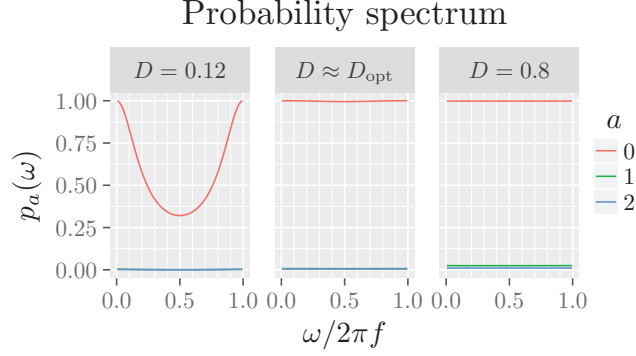 Probability spectrum
D = 0.12
D ≈ D_opt
D = 0.8
p_a(ω)
1.00
0.75
0.50
0.25
0.00
0.0 0.5 1.0
0.0 0.5 1.0
0.0 0.5 1.0
ω/2πf
a
0
1
2